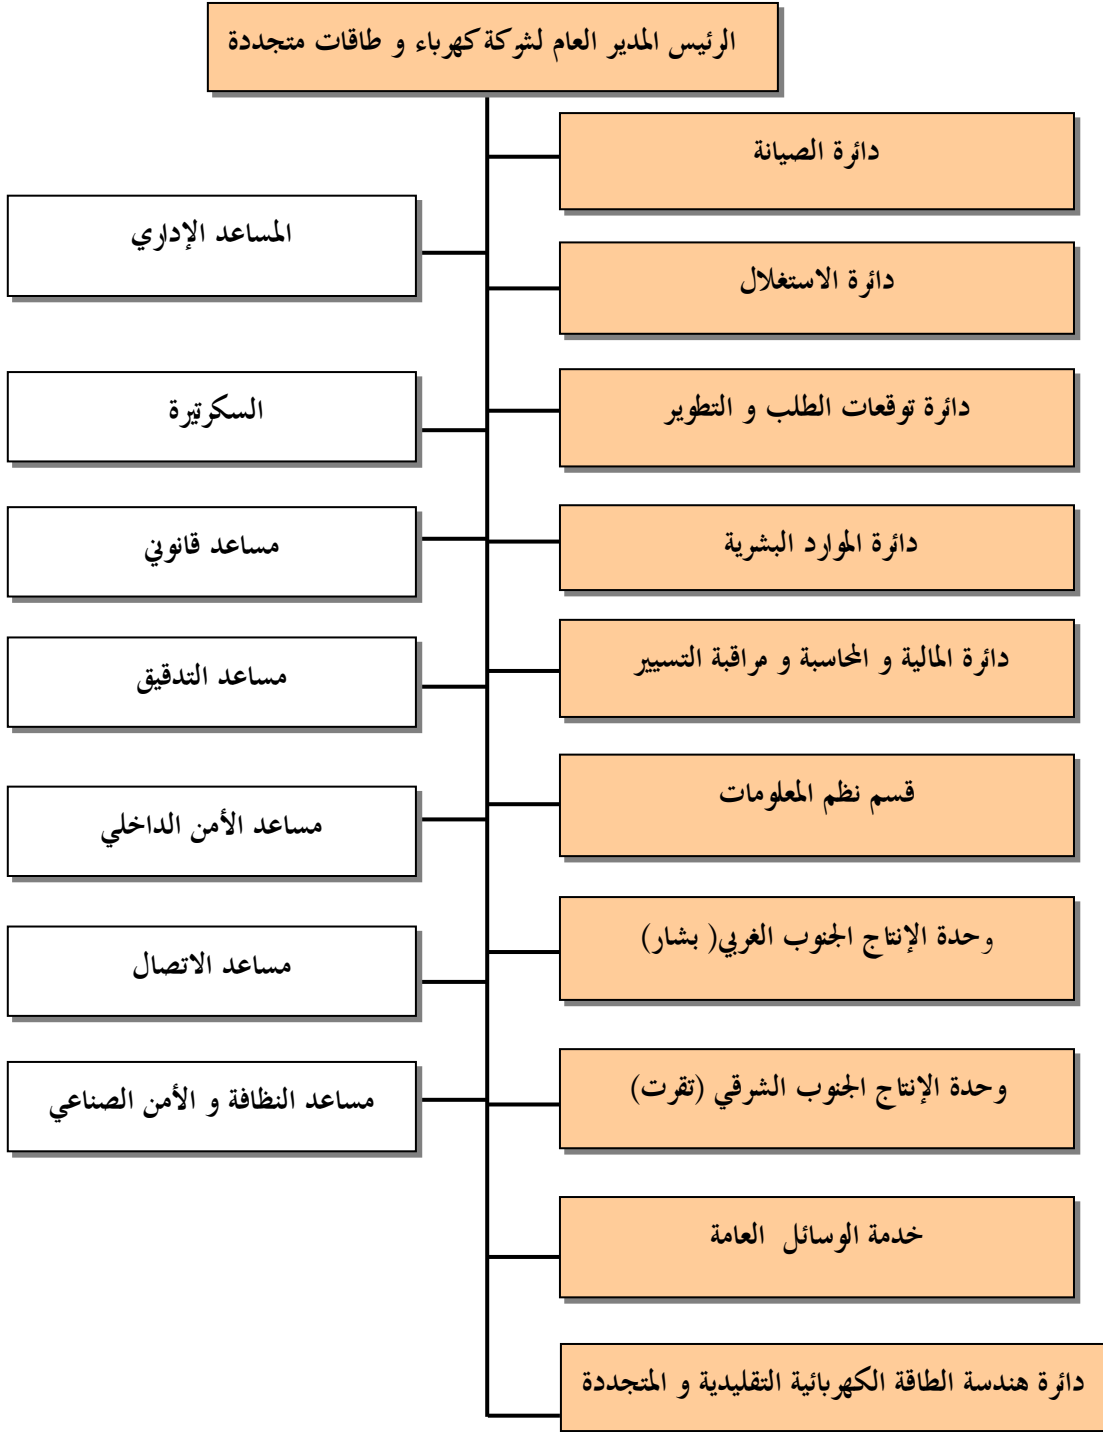 الرئيس المدير العام لشركة كهرباء و طاقات متجددة
دائرة الصيانة
المساعد الإداري
دائرة الاستغلال
دائرة توقعات الطلب و التطوير
السكرتيرة
دائرة الموارد البشرية
مساعد قانوني
دائرة المالية و المحاسبة و مراقبة التسيير
مساعد التدقيق
قسم نظم المعلومات
مساعد الأمن الداخلي
وحدة الإنتاج الجنوب الغربي( بشار)
مساعد الاتصال
وحدة الإنتاج الجنوب الشرقي (تقرت)
مساعد النظافة و الأمن الصناعي
خدمة الوسائل العامة
دائرة هندسة الطاقة الكهربائية التقليدية و المتجددة